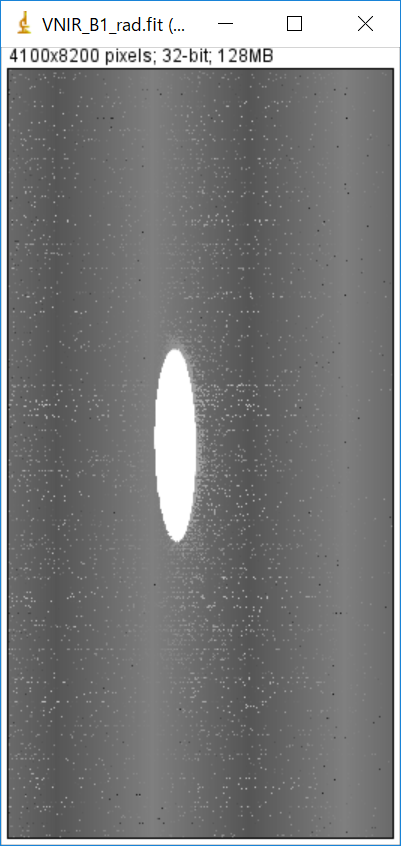 VNIR_B1_rad.fit (...
4100x8200 pixels; 32-bit; 128MB